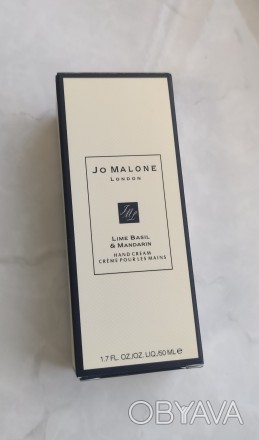 JO MALONE
LONDON
LIME BASIL
& MANDARIN
HAND CREAM
CRÈME POUR LES MAINS
1.7 FL. OZ./OZ. LIQ./50 ML e
OBYAVA